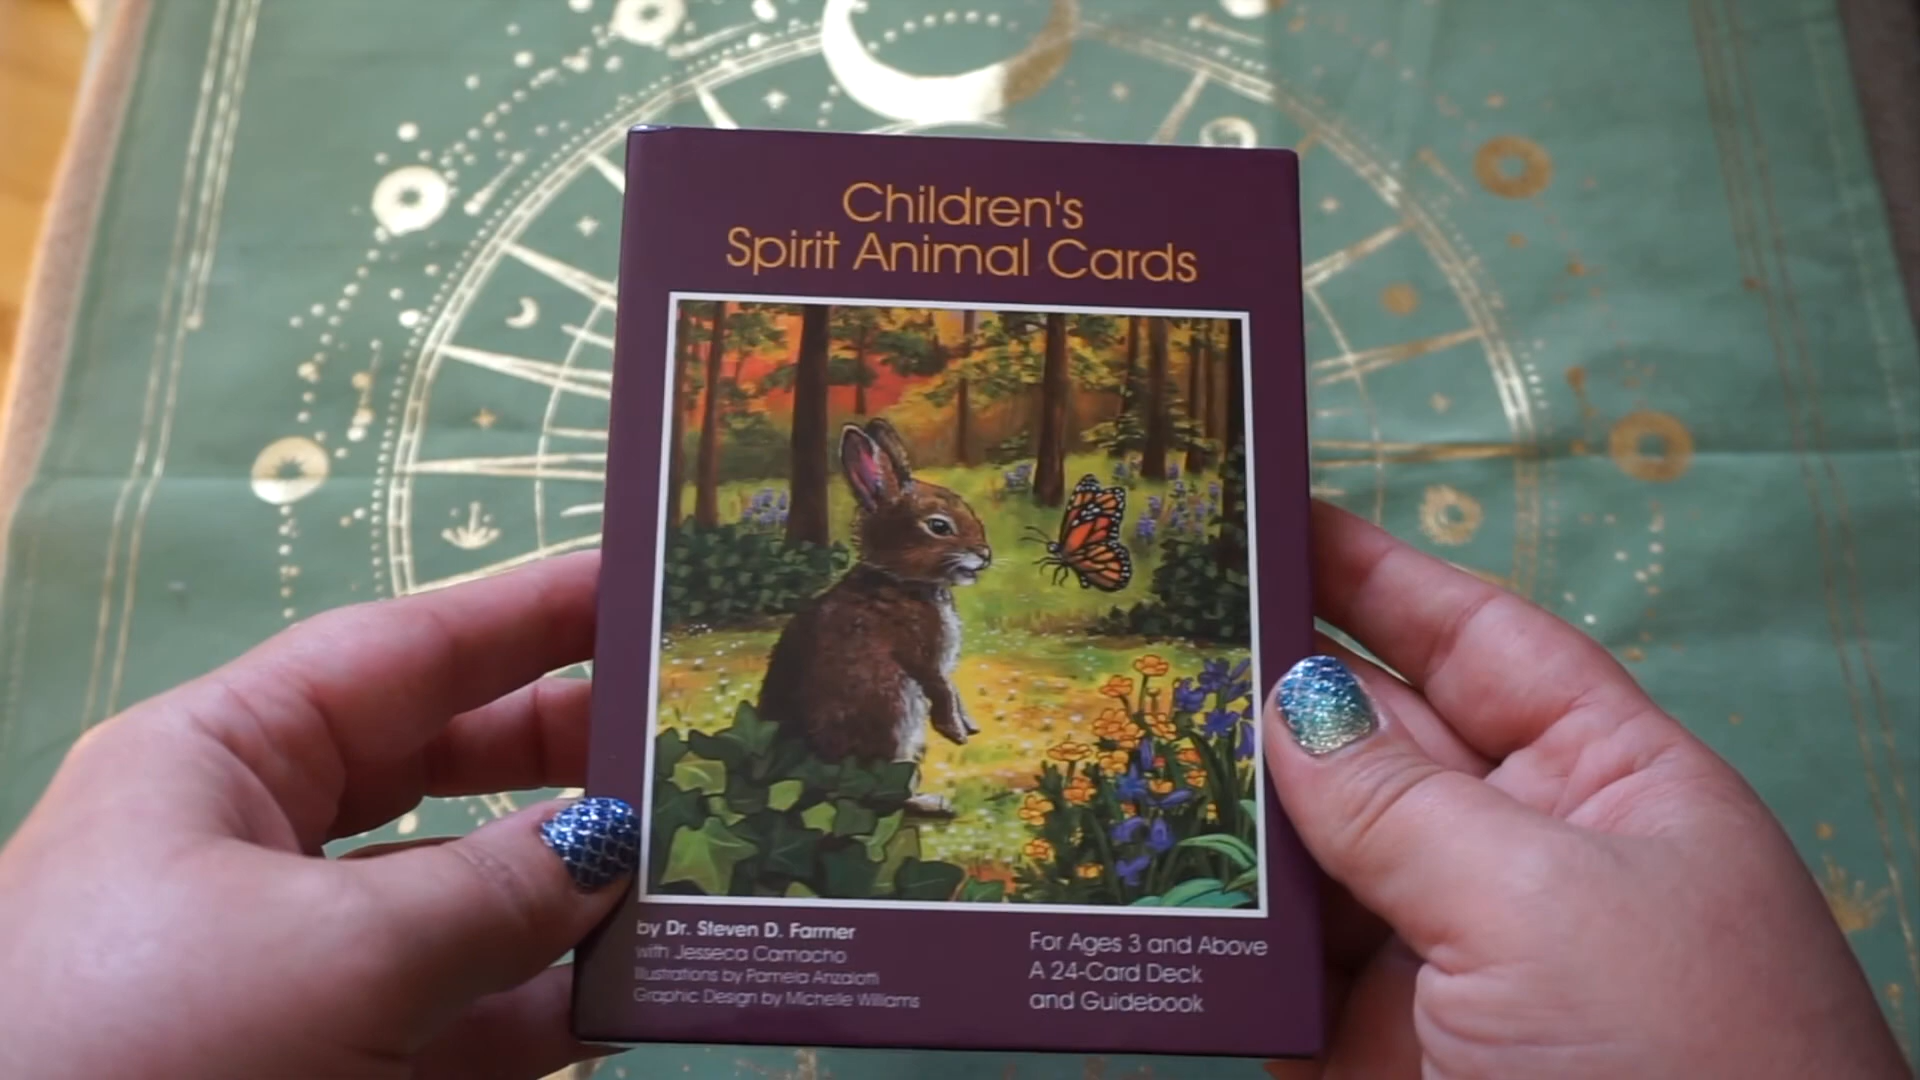 Children's
Spirit Animal Cards
by Dr. Steven D. Farmer
with Jesseca Camacho
Illustrations by Pamela Anzalotti
Graphic Design by Michelle Williams
For Ages 3 and Above
A 24-Card Deck
and Guidebook